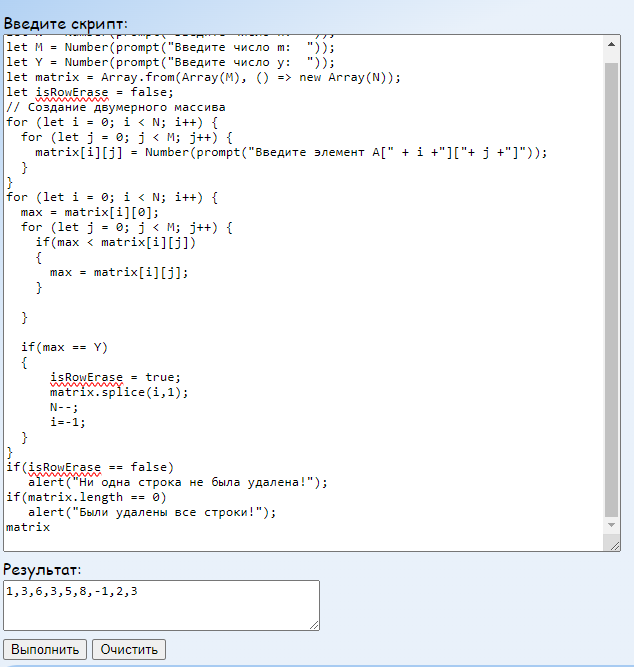 Введите скрипт:
let M = Number(prompt("Введите число m:  "));
let Y = Number(prompt("Введите число y:  "));
let matrix = Array.from(Array(M), () => new Array(N));
let isRowErase = false;
// Создание двумерного массива
for (let i = 0; i < N; i++) {
  for (let j = 0; j < M; j++) {
    matrix[i][j] = Number(prompt("Введите элемент A[" + i +"]["+ j +"]"));
  }
}
for (let i = 0; i < N; i++) {
  max = matrix[i][0];
  for (let j = 0; j < M; j++) {
    if(max < matrix[i][j])
    {
      max = matrix[i][j];
    }
  }
  if(max == Y)
  {
      isRowErase = true;
      matrix.splice(i,1);
      N--;
      i=-1;
  }
}
if(isRowErase == false)
   alert("Ни одна строка не была удалена!");
if(matrix.length == 0)
   alert("Были удалены все строки!");
matrix
Результат:
1,3,6,3,5,8,-1,2,3
Выполнить Очистить